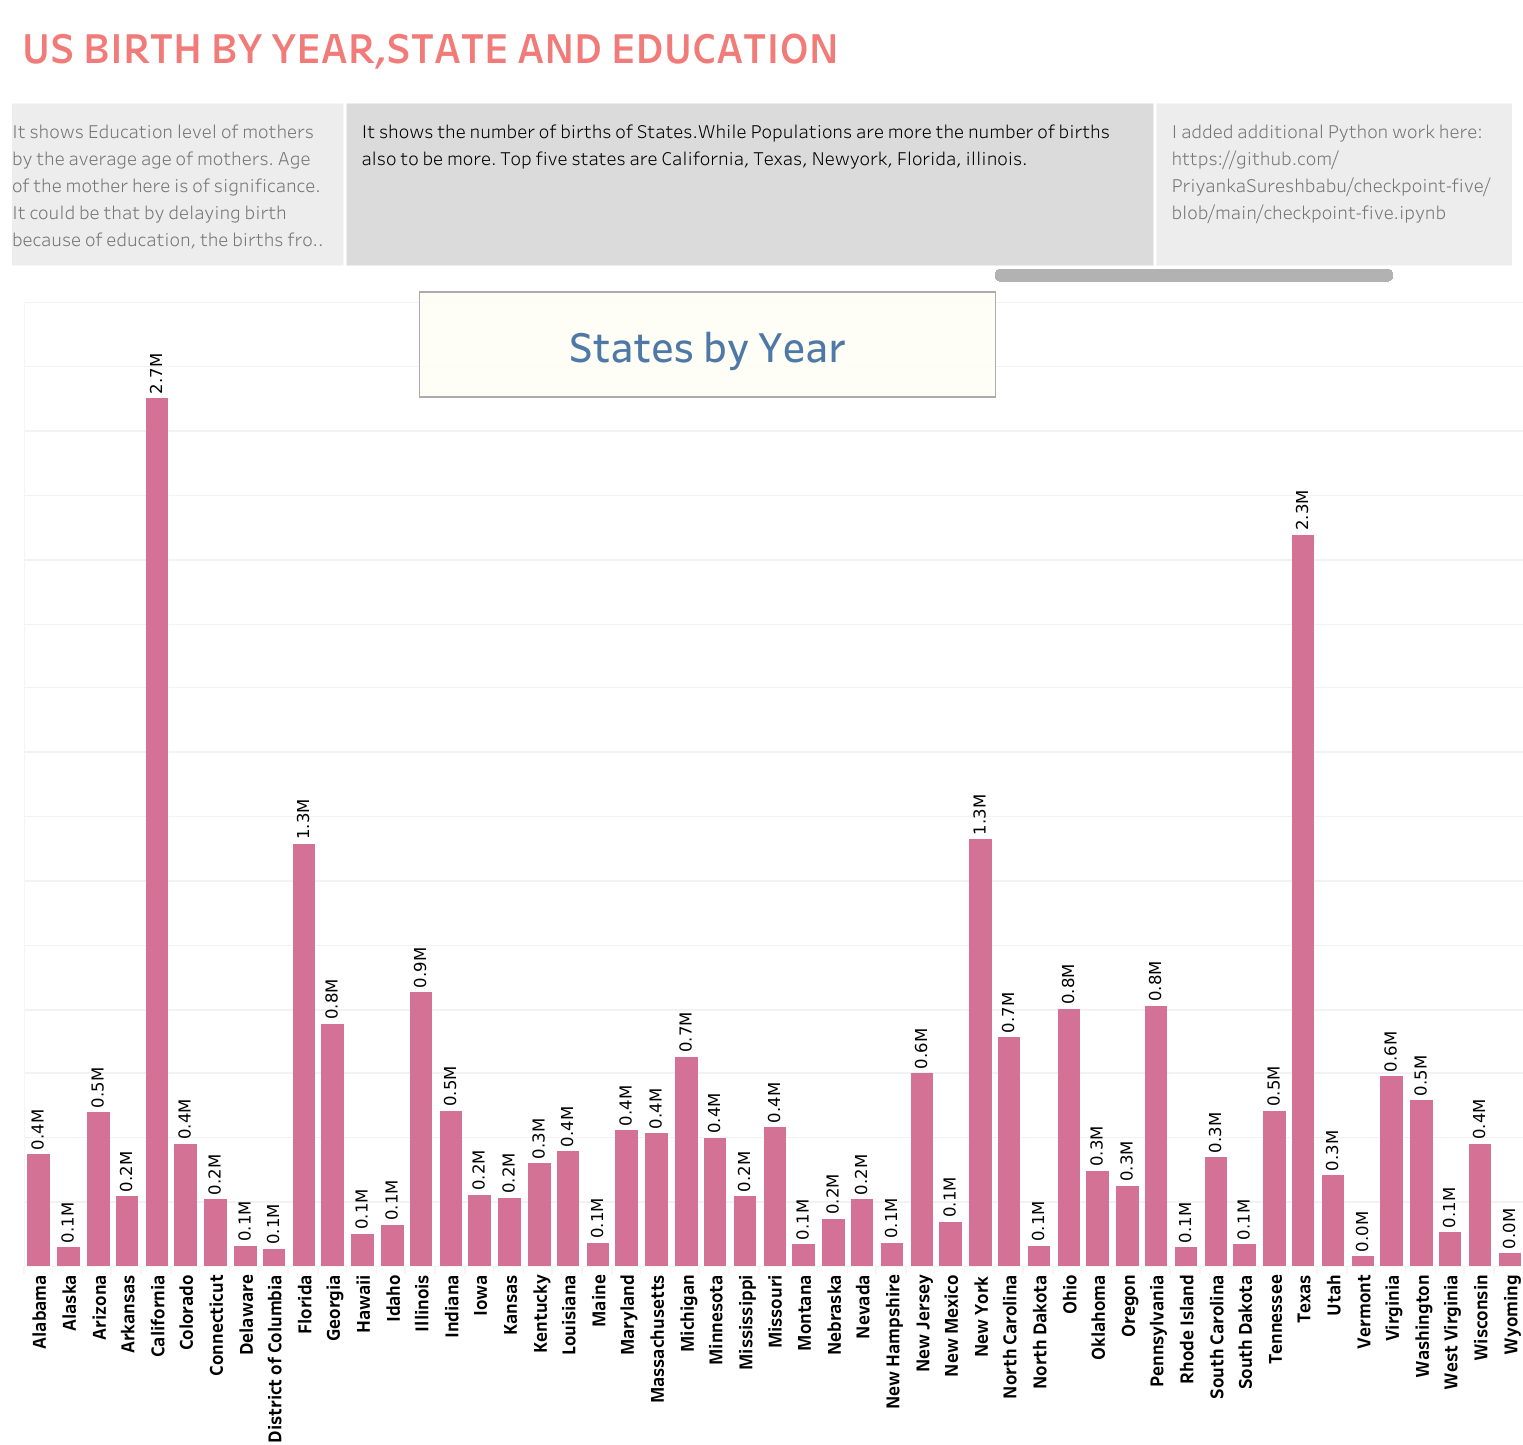 US BIRTH BY YEAR,STATE AND EDUCATION
It shows Education level of mothers
by the average age of mothers. Age
of the mother here is of significance.
It could be that by delaying birth
because of education, the births fro..
It shows the number of births of States.While Populations are more the number of births
also to be more. Top five states are California, Texas, Newyork, Florida, illinois.
I added additional Python work here:
https://github.com/
PriyankaSureshbabu/checkpoint-five/
blob/main/checkpoint-five.ipynb
States by Year
0.4M
0.1M
0.5M
0.2M
2.7M
0.4M
0.2M
0.1M
0.1M
1.3M
0.8M
0.1M
0.1M
0.9M
0.5M
0.2M
0.2M
0.3M
0.4M
0.1M
0.4M
0.4M
0.7M
0.4M
0.2M
0.4M
0.1M
0.2M
0.2M
0.1M
0.6M
0.1M
1.3M
0.7M
0.1M
0.8M
0.3M
0.3M
0.8M
0.1M
0.3M
0.1M
0.5M
2.3M
0.3M
0.0M
0.6M
0.5M
0.1M
0.4M
0.0M
Alabama
Alaska
Arizona
Arkansas
California
Colorado
Connecticut
Delaware
District of Columbia
Florida
Georgia
Hawaii
Idaho
Illinois
Indiana
Iowa
Kansas
Kentucky
Louisiana
Maine
Maryland
Massachusetts
Michigan
Minnesota
Mississippi
Missouri
Montana
Nebraska
Nevada
New Hampshire
New Jersey
New Mexico
New York
North Carolina
North Dakota
Ohio
Oklahoma
Oregon
Pennsylvania
Rhode Island
South Carolina
South Dakota
Tennessee
Texas
Utah
Vermont
Virginia
Washington
West Virginia
Wisconsin
Wyoming